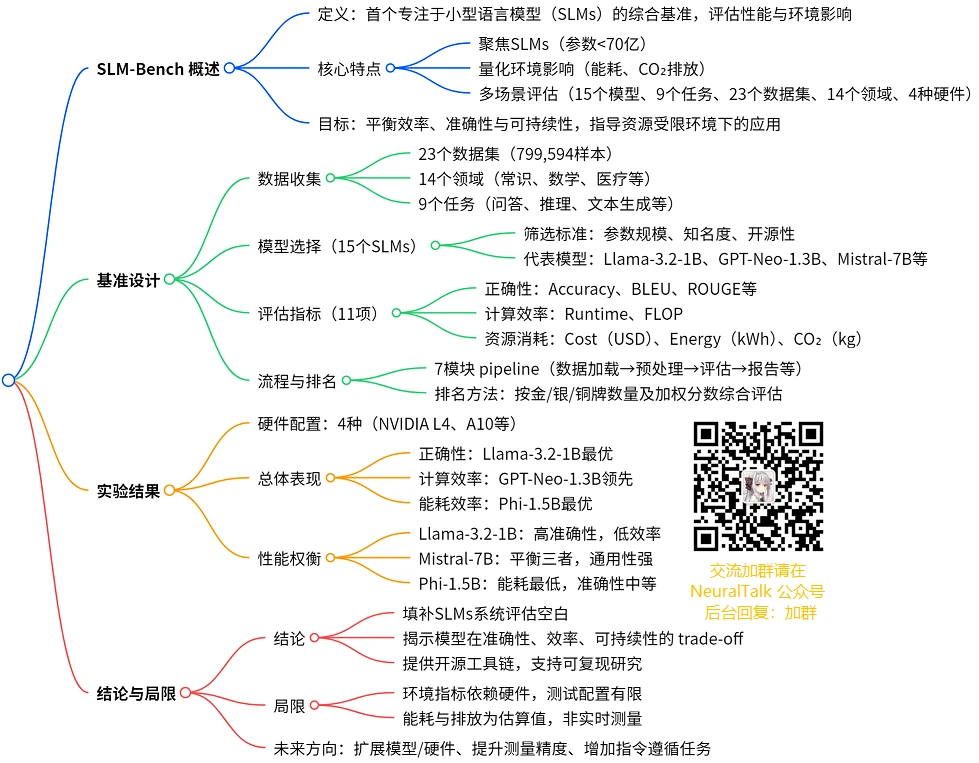 SLM-Bench 概述
定义：首个专注于小型语言模型（SLMs）的综合基准，评估性能与环境影响
核心特点
聚焦SLMs（参数<70亿）
量化环境影响（能耗、CO₂排放）
多场景评估（15个模型、9个任务、23个数据集、14个领域、4种硬件）
目标：平衡效率、准确性与可持续性，指导资源受限环境下的应用
基准设计
数据收集
23个数据集（799,594样本）
14个领域（常识、数学、医疗等）
9个任务（问答、推理、文本生成等）
模型选择（15个SLMs）
筛选标准：参数规模、知名度、开源性
代表模型：Llama-3.2-1B、GPT-Neo-1.3B、Mistral-7B等
评估指标（11项）
正确性：Accuracy、BLEU、ROUGE等
计算效率：Runtime、FLOP
资源消耗：Cost（USD）、Energy（kWh）、CO₂（kg）
流程与排名
7模块 pipeline（数据加载→预处理→评估→报告等）
排名方法：按金/银/铜牌数量及加权分数综合评估
实验结果
硬件配置：4种（NVIDIA L4、A10等）
总体表现
正确性：Llama-3.2-1B最优
计算效率：GPT-Neo-1.3B领先
能耗效率：Phi-1.5B最优
性能权衡
Llama-3.2-1B：高准确性，低效率
Mistral-7B：平衡三者，通用性强
Phi-1.5B：能耗最低，准确性中等
结论与局限
结论
填补SLMs系统评估空白
揭示模型在准确性、效率、可持续性的 trade-off
提供开源工具链，支持可复现研究
局限
环境指标依赖硬件，测试配置有限
能耗与排放为估算值，非实时测量
未来方向：扩展模型/硬件、提升测量精度、增加指令遵循任务
交流加群请在
NeuralTalk 公众号
后台回复：加群